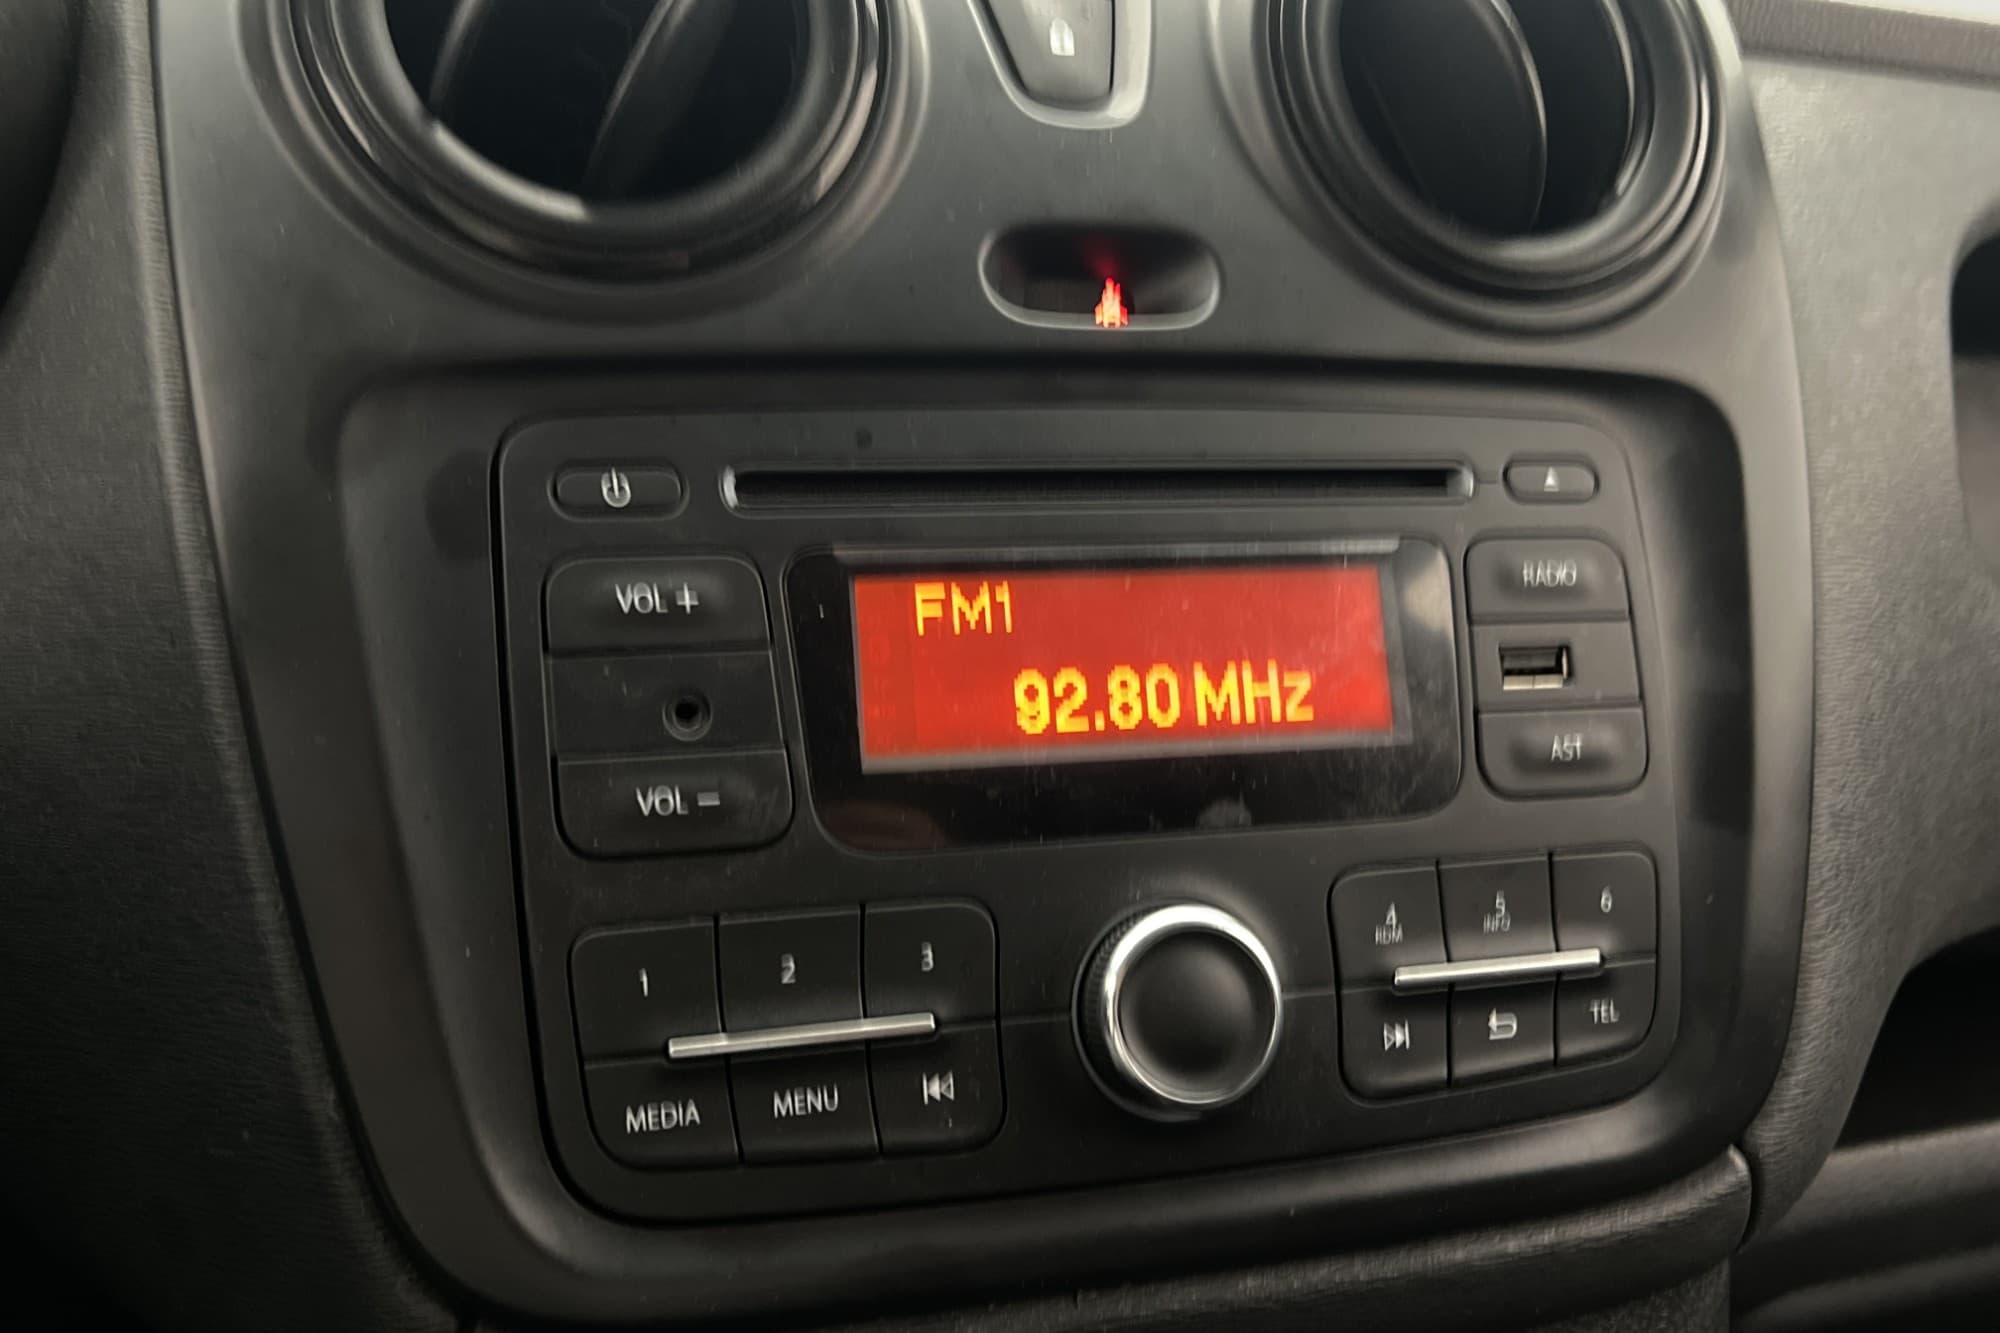 VOL +
FM1
92.80 MHz
VOL −
RADIO
AST
1
2
3
MEDIA
MENU
4
RDM
5
INFO
6
TEL